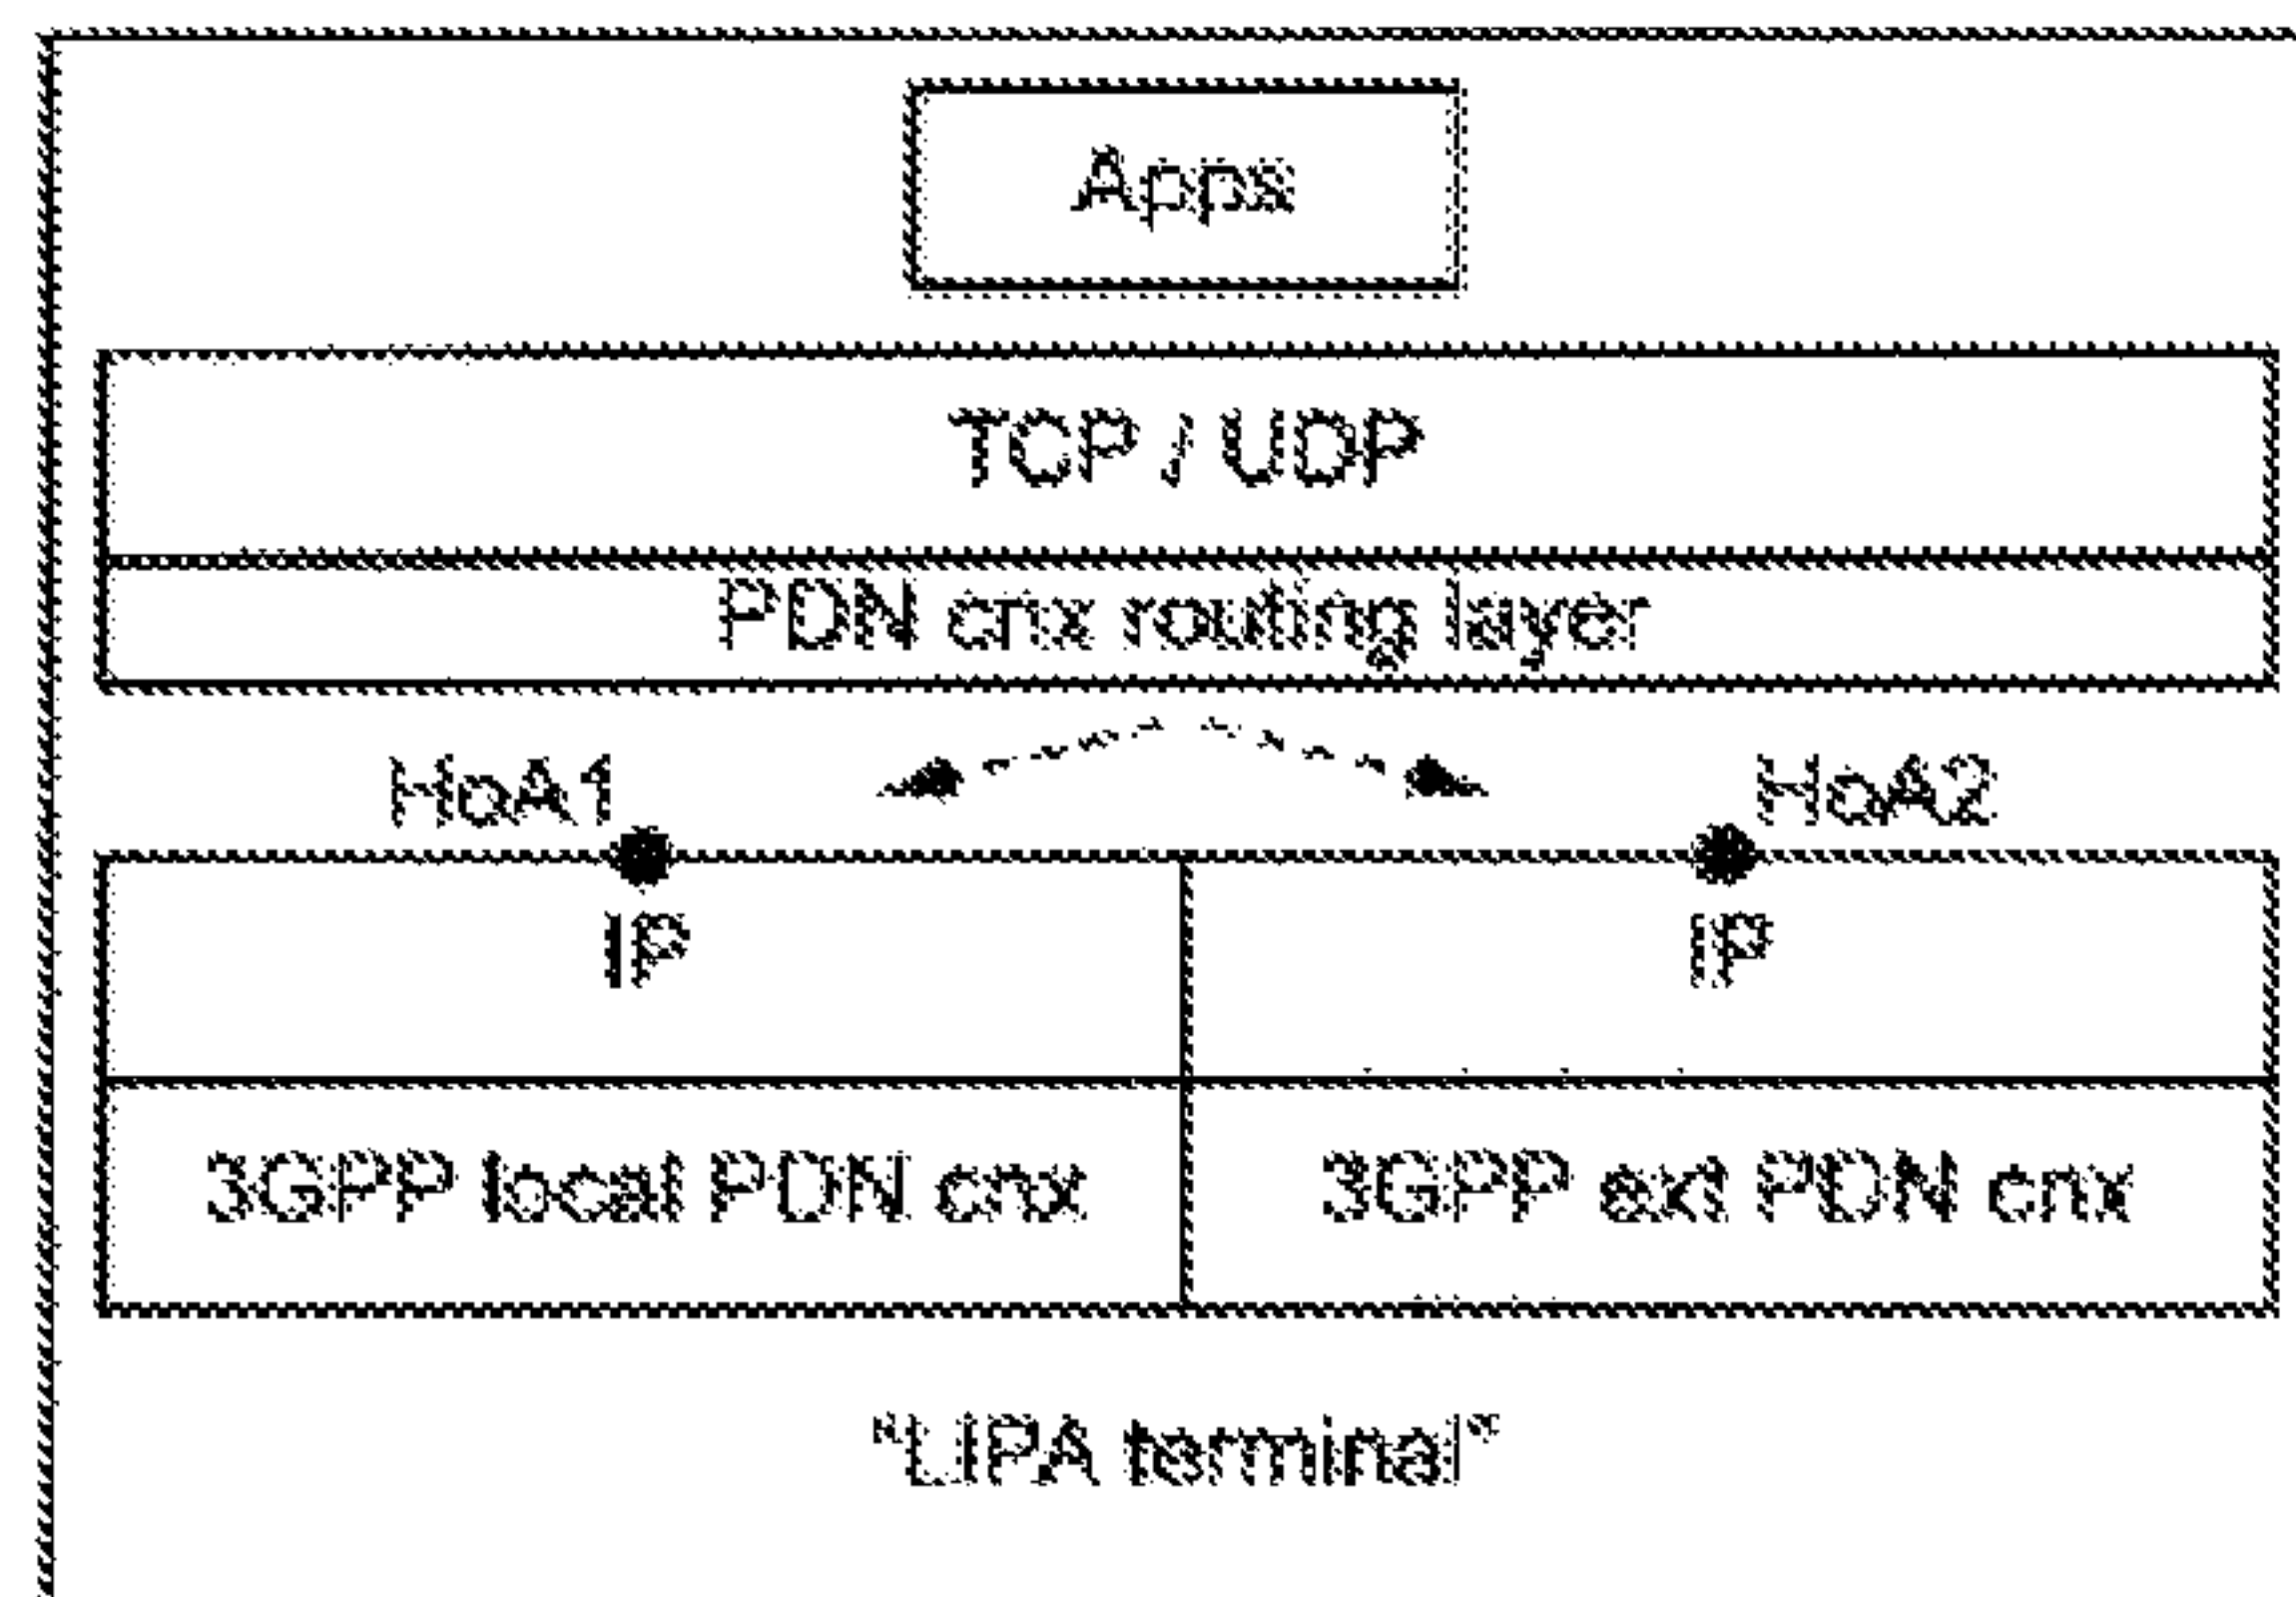 Apps
TCP / UDP
PDN cnx routing layer
HoA1 HoA2
IP IP
3GPP local PDN cnx 3GPP ext PDN cnx
"LIPA terminal"